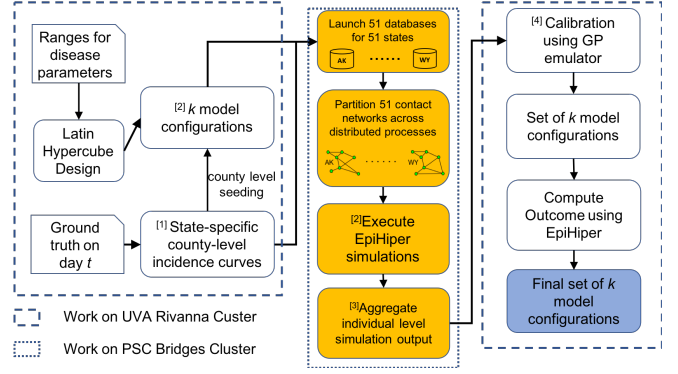 Ranges for
disease
parameters
Latin
Hypercube
Design
[2] k model
configurations
county level
seeding
Ground
truth on
day t
[1] State-specific
county-level
incidence curves
Launch 51 databases
for 51 states
AK ...... WY
Partition 51 contact
networks across
distributed processes
AK ...... WY
[2]Execute
EpiHiper
simulations
[3]Aggregate
individual level
simulation output
[4] Calibration
using GP
emulator
Set of k model
configurations
Compute
Outcome using
EpiHiper
Final set of k
model
configurations
Work on UVA Rivanna Custer
Work on PSC Bridges Cluster